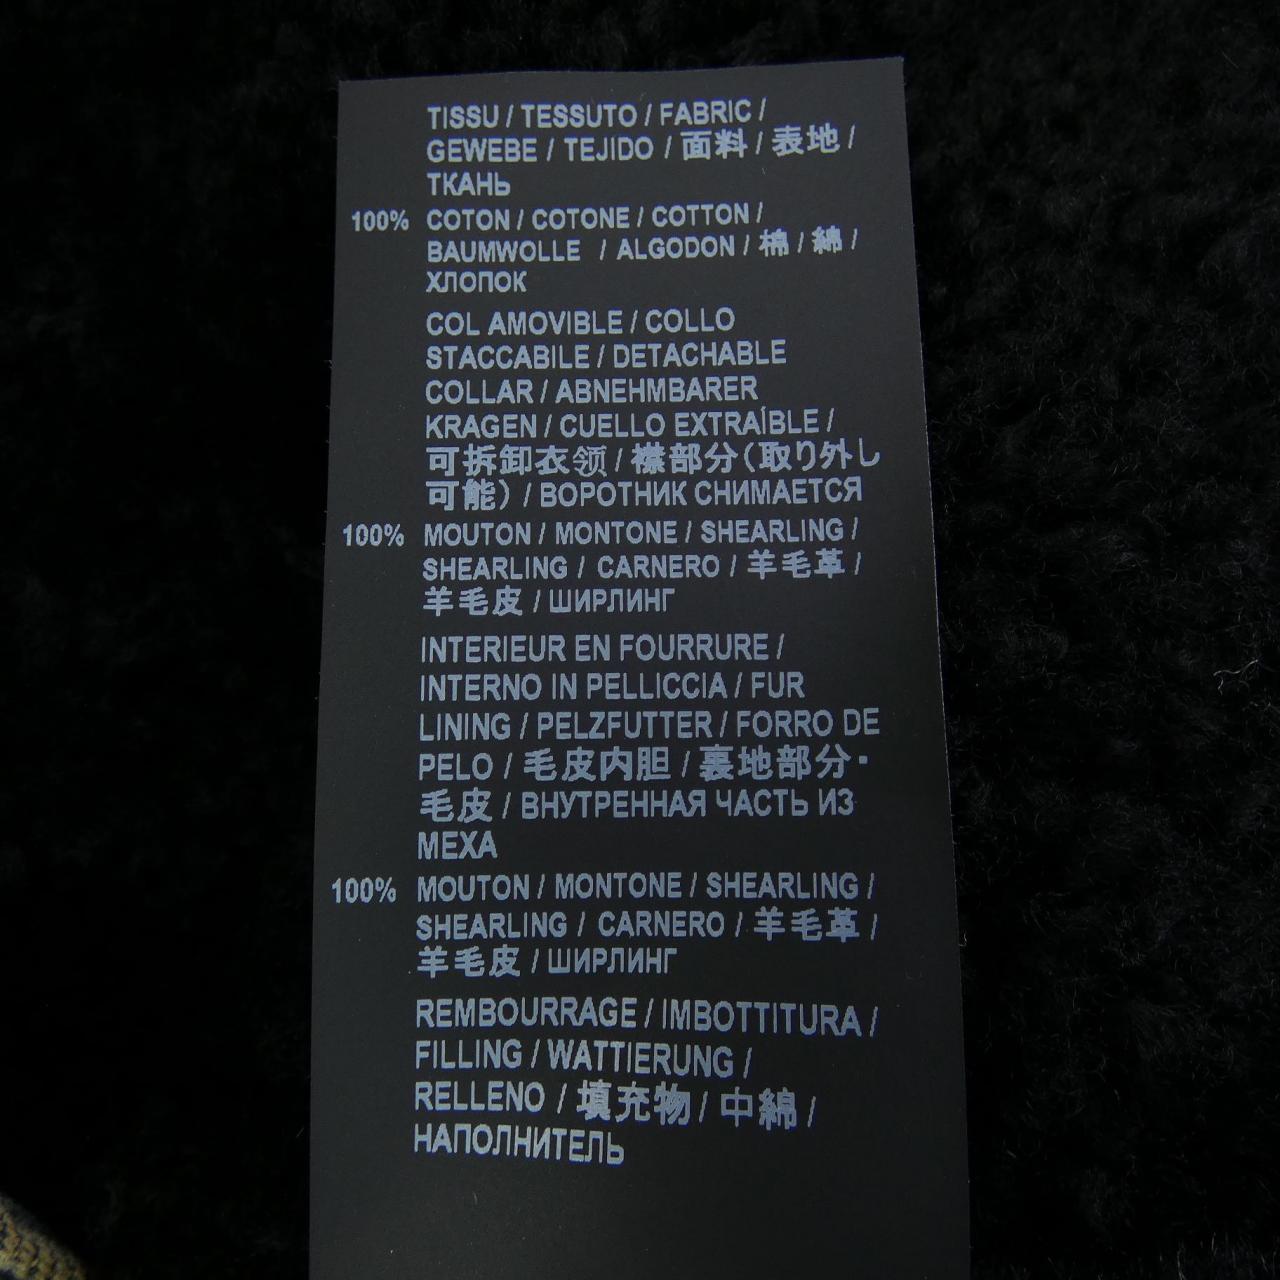 TISSU / TESSUTO / FABRIC /
GEWEBE / TEJIDO / 面料 / 表地 /
ТКАНЬ
100% COTON / COTONE / COTTON /
BAUMWOLLE / ALGODON / 棉 / 綿 /
ХЛОПОК
COL AMOVIBLE / COLLO
STACCABILE / DETACHABLE
COLLAR / ABNEHMBARER
KRAGEN / CUELLO EXTRAÍBLE /
可拆卸衣领 / 襟部分（取り外し
可能） / ВОРОТНИК СНИМАЕТСЯ
100% MOUTON / MONTONE / SHEARLING /
SHEARLING / CARNERO / 羊毛革 /
羊毛皮 / ШИРЛИНГ
INTERIEUR EN FOURRURE /
INTERNO IN PELLICCIA / FUR
LINING / PELZFUTTER / FORRO DE
PELO / 毛皮内胆 / 裏地部分・
毛皮 / ВНУТРЕННАЯ ЧАСТЬ ИЗ
МЕХА
100% MOUTON / MONTONE / SHEARLING /
SHEARLING / CARNERO / 羊毛革 /
羊毛皮 / ШИРЛИНГ
REMBOURRAGE / IMBOTTITURA /
FILLING / WATTIERUNG /
RELLENO / 填充物 / 中綿 /
НАПОЛНИТЕЛЬ